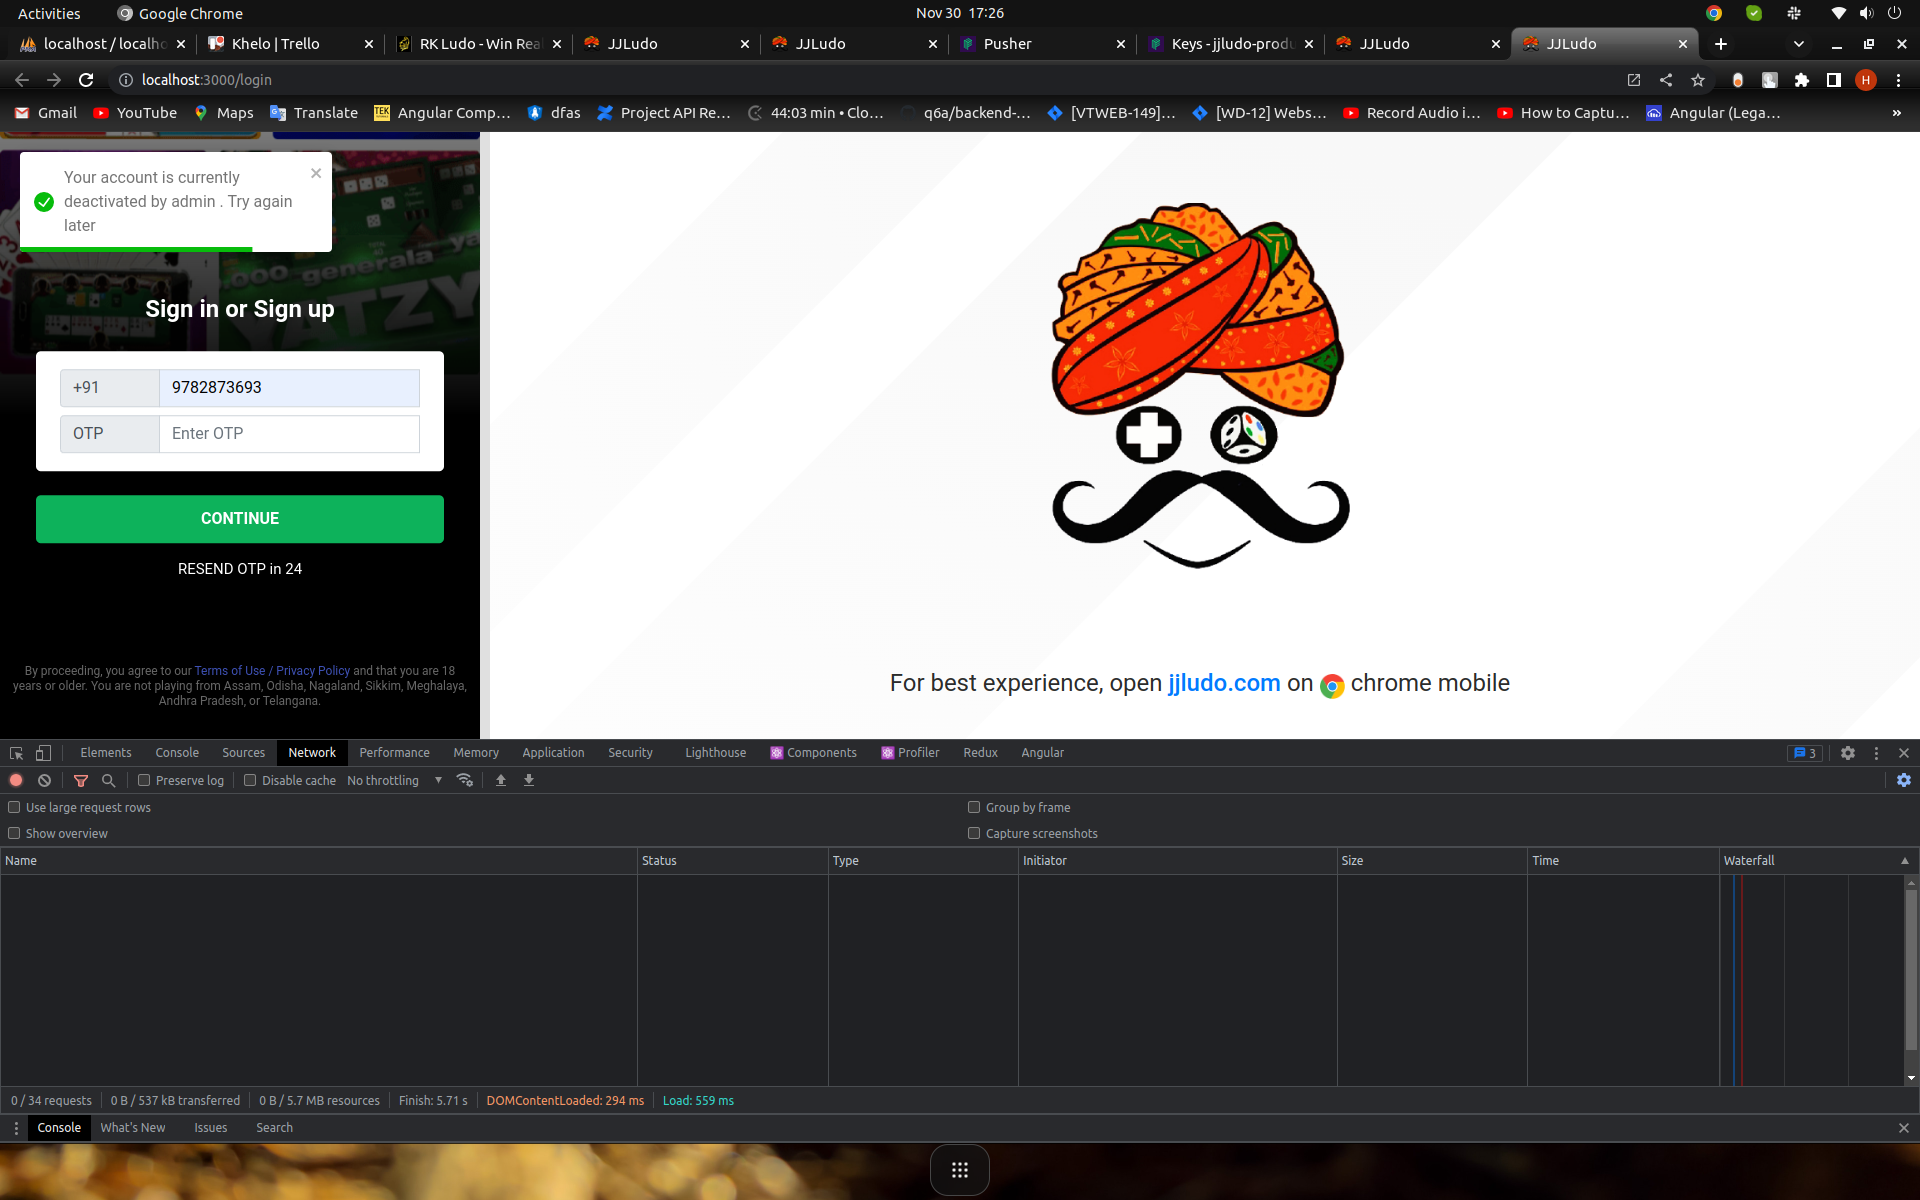 Activities
Google Chrome
Nov 30 17:26
localhost / localho
Khelo | Trello
RK Ludo - Win Rea
JJLudo
JJLudo
Pusher
Keys - jjludo-produ
JJLudo
JJLudo
localhost:3000/login
H
Gmail
YouTube
Maps
Translate
TEK
Angular Comp...
dfas
Project API Re...
44:03 min • Clo...
q6a/backend-...
[VTWEB-149]...
[WD-12] Webs...
Record Audio i...
How to Captu...
Angular (Lega...
»
Your account is currently
deactivated by admin . Try again
later
000 generala
YATZY
Sign in or Sign up
+91
9782873693
OTP
Enter OTP
CONTINUE
RESEND OTP in 24
By proceeding, you agree to our Terms of Use / Privacy Policy and that you are 18
years or older. You are not playing from Assam, Odisha, Nagaland, Sikkim, Meghalaya,
Andhra Pradesh, or Telangana.
For best experience, open jjludo.com on chrome mobile
Elements
Console
Sources
Network
Performance
Memory
Application
Security
Lighthouse
Components
Profiler
Redux
Angular
3
Preserve log
Disable cache
No throttling
Use large request rows
Group by frame
Show overview
Capture screenshots
Name
Status
Type
Initiator
Size
Time
Waterfall
0 / 34 requests
0 B / 537 kB transferred
0 B / 5.7 MB resources
Finish: 5.71 s
DOMContentLoaded: 294 ms
Load: 559 ms
Console
What's New
Issues
Search